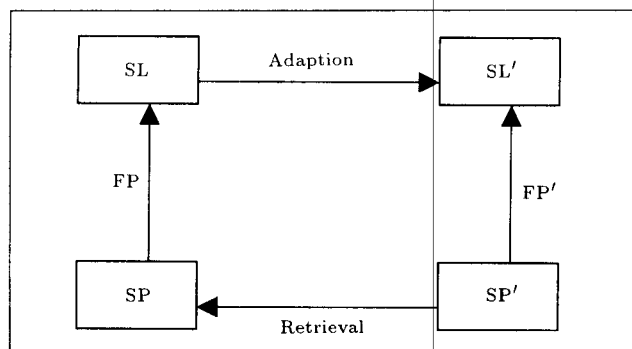 SL
Adaption
SL′
FP
FP′
SP
Retrieval
SP′